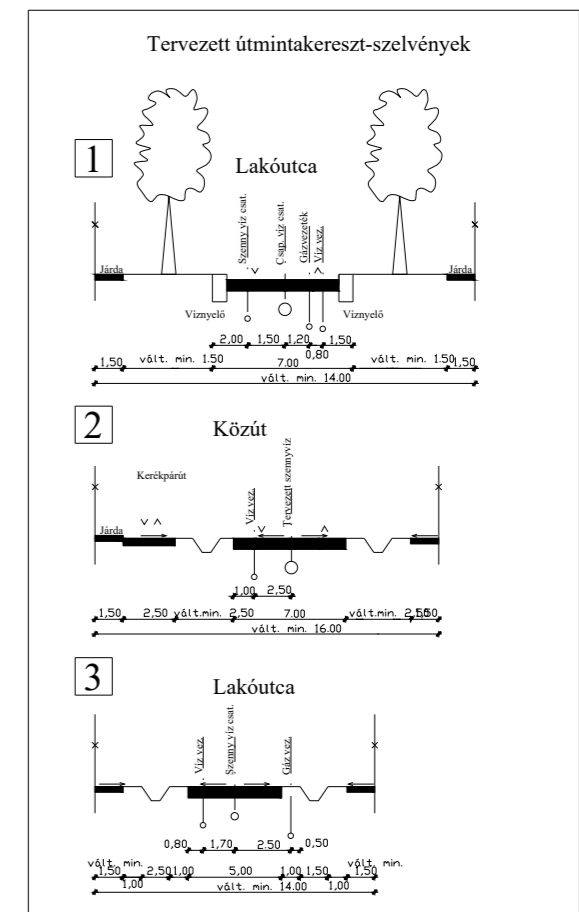 Tervezett útmintakereszt-szelvények
1
Lakóutca
Szenny víz csat.
Csap. víz csat.
Gázvezeték
Víz vez.
Járda
Járda
Víznyelő
Víznyelő
2,00 1,50 1,20 1,50
0,80
1,50 vált. min. 1.50 7.00 vált. min. 1.50 1,50
vált. min. 14.00
2
Közút
Kerékpárút
Víz vez.
Tervezett szennyvíz
Járda
1,00 2,50
1,50 2,50 vált.min. 2,50 7.00 vált.min. 2,50 1,50
vált. min. 16.00
3
Lakóutca
Víz vez.
Szenny víz csat.
Gáz vez.
0,80 1,70 2.50 0,50
vált. min. vált. min.
1,50 2,50 1,00 5,00 1,00 1,50 1,50
1,00 vált. min. 14.00 1,00